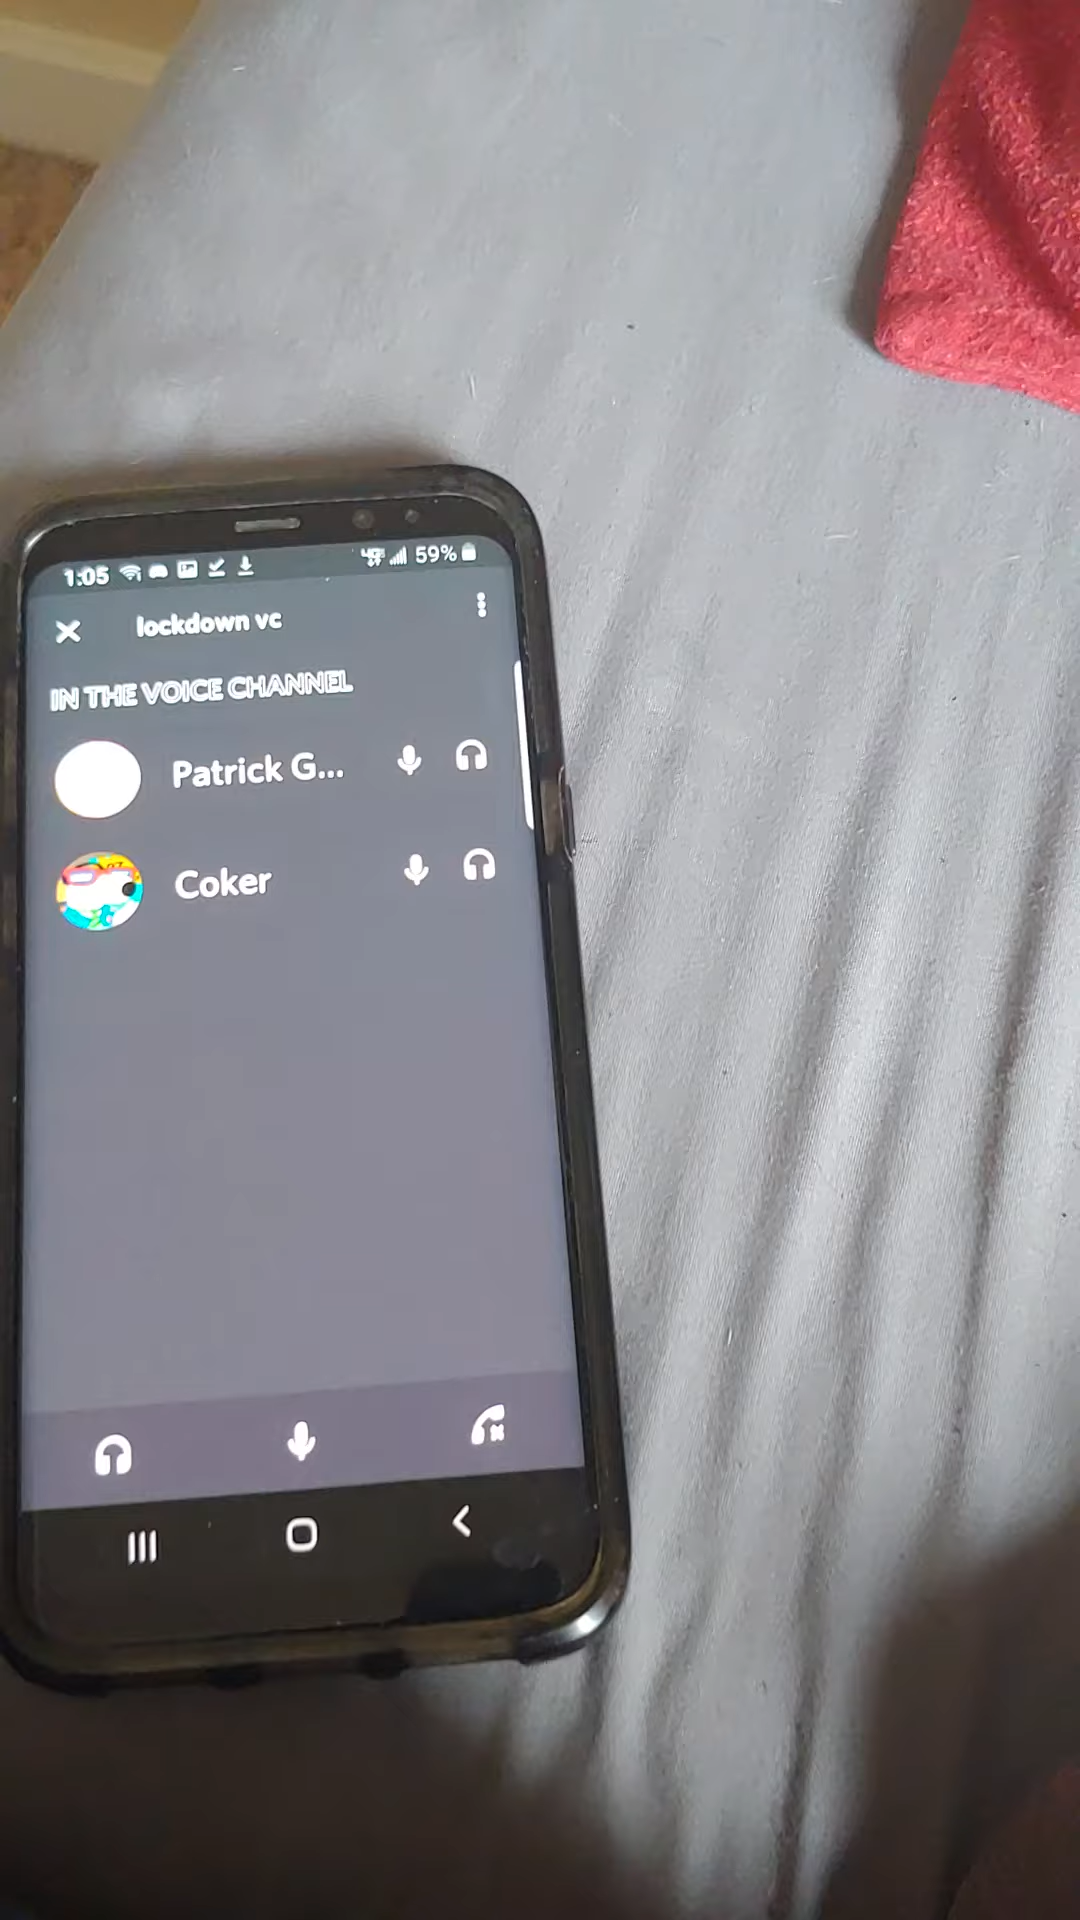 1:05 59%
lockdown vc
IN THE VOICE CHANNEL
Patrick G...
Coker